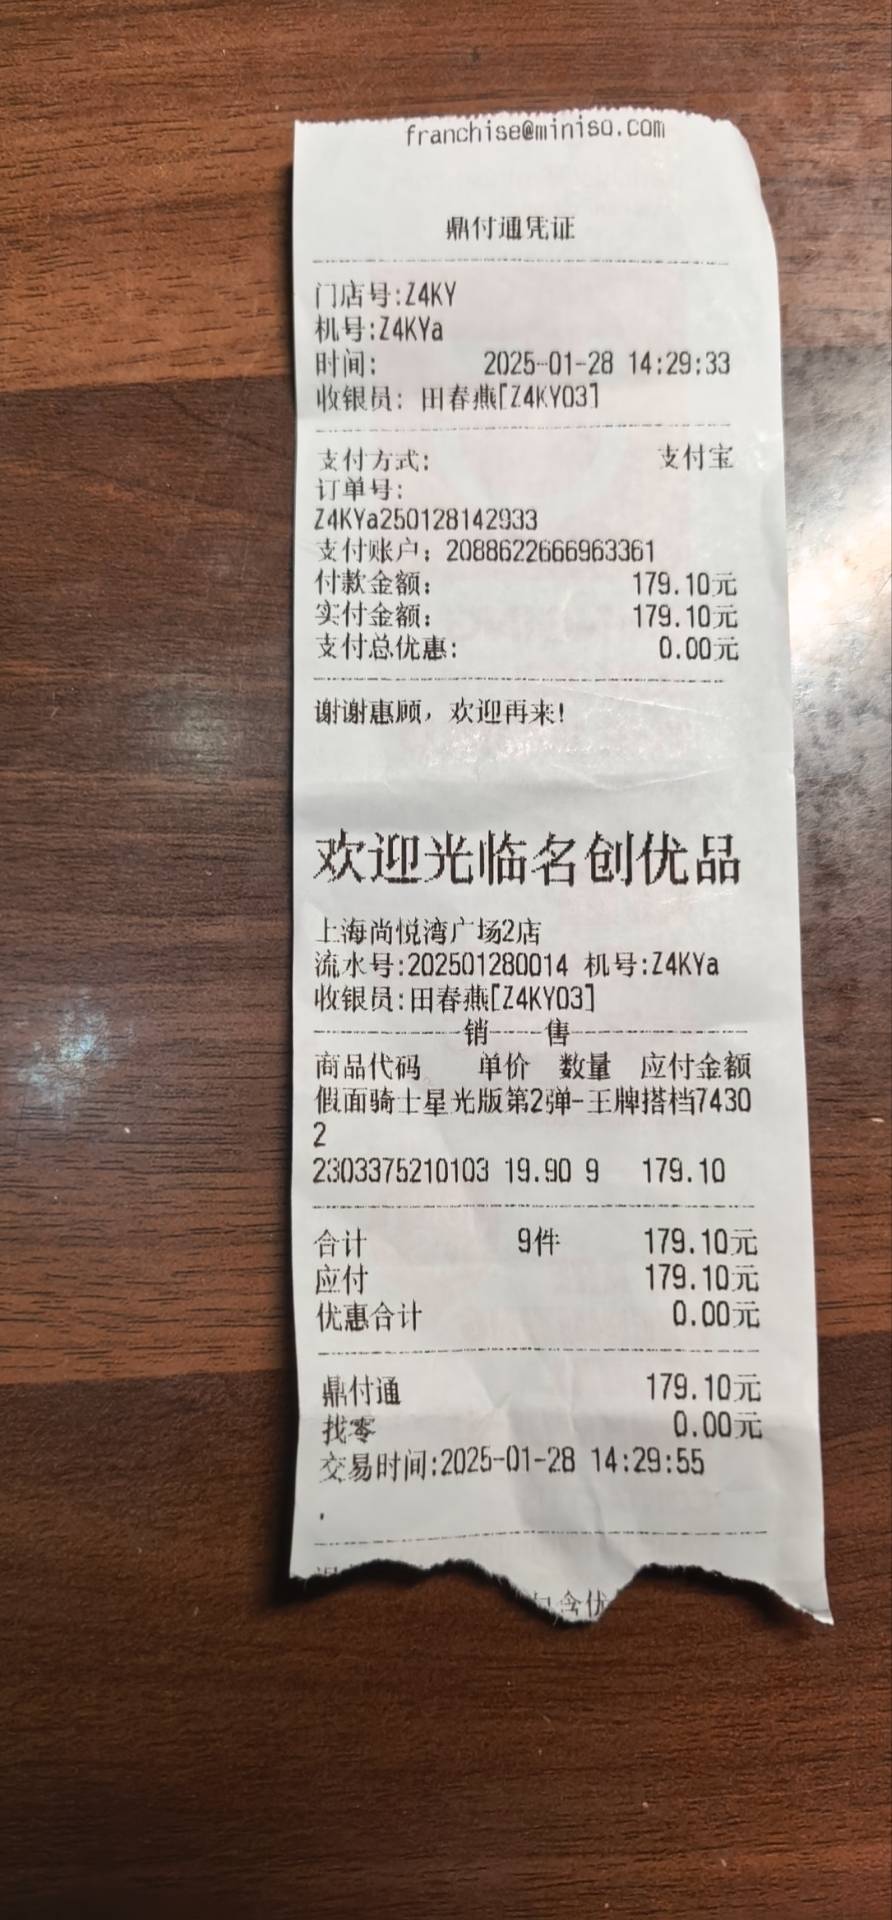 franchise@miniso.com
鼎付通凭证
门店号:Z4KY
机号:Z4KYa
时间: 2025-01-28 14:29:33
收银员: 田春燕[Z4KY03]
支付方式: 支付宝
订单号:
Z4KYa250128142933
支付账户: 2088622666963361
付款金额: 179.10元
实付金额: 179.10元
支付总优惠: 0.00元
谢谢惠顾，欢迎再来!
欢迎光临名创优品
上海尚悦湾广场2店
流水号:202501280014 机号:Z4KYa
收银员:田春燕[Z4KY03]
销 售
商品代码 单价 数量 应付金额
假面骑士星光版第2弹-王牌搭档7430
2
2303375210103 19.90 9 179.10
合计 9件 179.10元
应付 179.10元
优惠合计 0.00元
鼎付通 179.10元
找零 0.00元
交易时间:2025-01-28 14:29:55
.
包含优